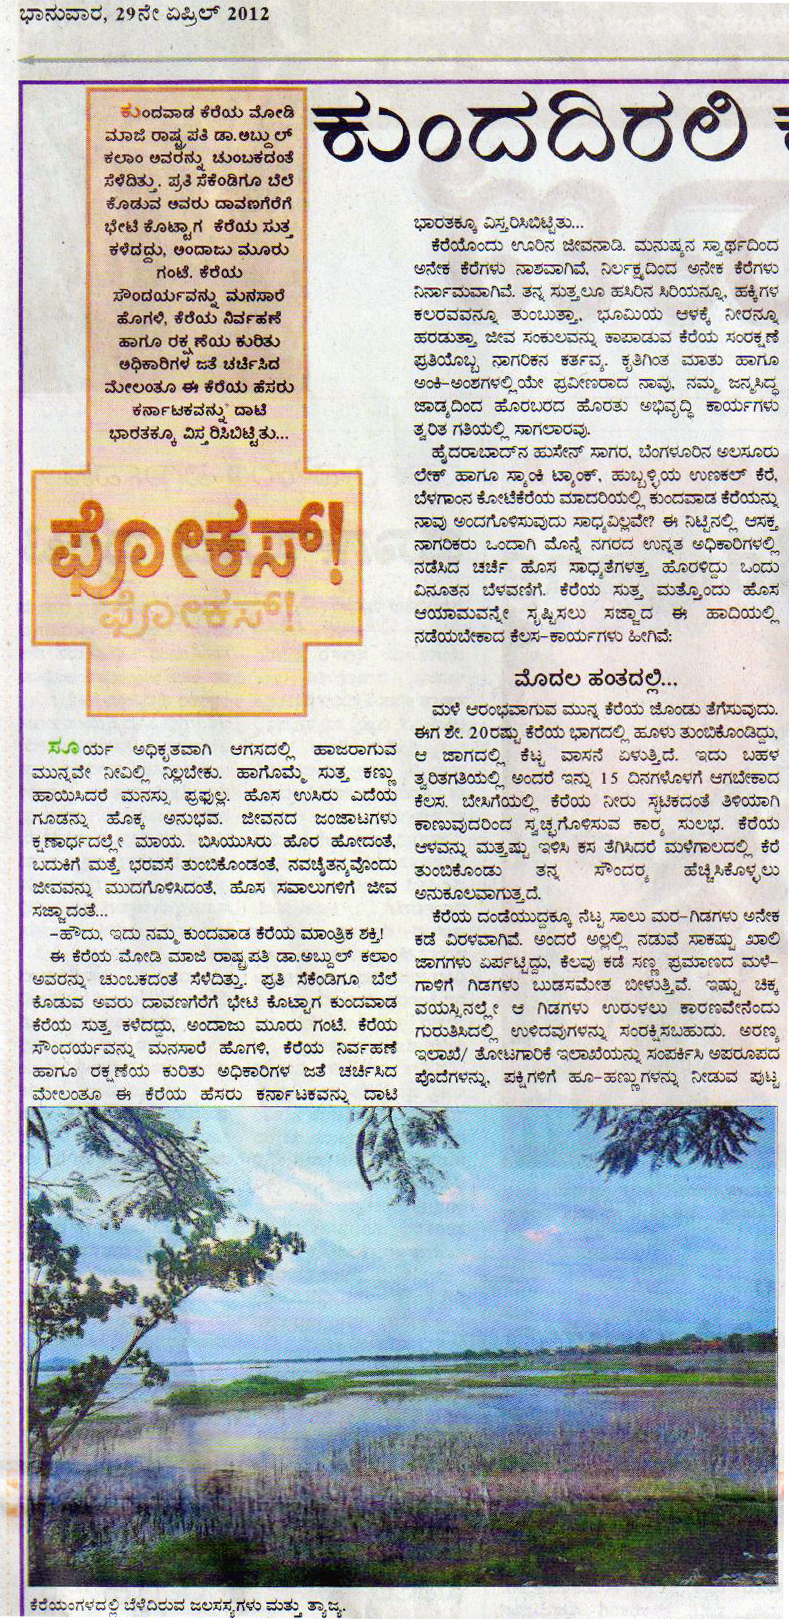 ಭಾನುವಾರ, 29ನೇ ಏಪ್ರಿಲ್ 2012
ಕುಂದದಿರಲಿ
ಕುಂದವಾಡ ಕೆರೆಯ ಮೋಡಿ
ಮಾಜಿ ರಾಷ್ಟ್ರಪತಿ ಡಾ.ಅಬ್ದುಲ್
ಕಲಾಂ ಅವರನ್ನು ಚುಂಬಕದಂತೆ
ಸೆಳೆದಿತ್ತು. ಪ್ರತಿ ಸೆಕೆಂಡಿಗೂ ಬೆಲೆ
ಕೊಡುವ ಅವರು ದಾವಣಗೆರೆಗೆ
ಭೇಟಿ ಕೊಟ್ಟಾಗ ಕೆರೆಯ ಸುತ್ತ
ಕಳೆದದ್ದು, ಅಂದಾಜು ಮೂರು
ಗಂಟೆ. ಕೆರೆಯ
ಸೌಂದರ್ಯವನ್ನು ಮನಸಾರೆ
ಹೊಗಳಿ, ಕೆರೆಯ ನಿರ್ವಹಣೆ
ಹಾಗೂ ರಕ್ಷಣೆಯ ಕುರಿತು
ಅಧಿಕಾರಿಗಳ ಜತೆ ಚರ್ಚಿಸಿದ
ಮೇಲಂತೂ ಈ ಕೆರೆಯ ಹೆಸರು
ಕರ್ನಾಟಕವನ್ನು ದಾಟಿ
ಭಾರತಕ್ಕೂ ವಿಸ್ತರಿಸಿಬಿಟ್ಟಿತು...
ಫೋಕಸ್!
ಫೋಕಸ್!
ಸೂರ್ಯ ಅಧಿಕೃತವಾಗಿ ಆಗಸದಲ್ಲಿ ಹಾಜರಾಗುವ
ಮುನ್ನವೇ ನೀವಿಲ್ಲಿ ನಿಲ್ಲಬೇಕು. ಹಾಗೊಮ್ಮೆ ಸುತ್ತ ಕಣ್ಣು
ಹಾಯಿಸಿದರೆ ಮನಸ್ಸು ಪ್ರಫುಲ್ಲ. ಹೊಸ ಉಸಿರು ಎದೆಯ
ಗೂಡನ್ನು ಹೊಕ್ಕ ಅನುಭವ. ಜೀವನದ ಜಂಜಾಟಗಳು
ಕ್ಷಣಾರ್ಧದಲ್ಲೇ ಮಾಯ. ಬಿಸಿಯುಸಿರು ಹೊರ ಹೋದಂತೆ,
ಬದುಕಿಗೆ ಮತ್ತೆ ಭರವಸೆ ತುಂಬಿಕೊಂಡಂತೆ, ನವಚೈತನ್ಯವೊಂದು
ಜೀವವನ್ನು ಮುದಗೊಳಿಸಿದಂತೆ, ಹೊಸ ಸವಾಲುಗಳಿಗೆ ಜೀವ
ಸಜ್ಜಾದಂತೆ...
–ಹೌದು, ಇದು ನಮ್ಮ ಕುಂದವಾಡ ಕೆರೆಯ ಮಾಂತ್ರಿಕ ಶಕ್ತಿ!
ಈ ಕೆರೆಯ ಮೋಡಿ ಮಾಜಿ ರಾಷ್ಟ್ರಪತಿ ಡಾ.ಅಬ್ದುಲ್ ಕಲಾಂ
ಅವರನ್ನು ಚುಂಬಕದಂತೆ ಸೆಳೆದಿತ್ತು. ಪ್ರತಿ ಸೆಕೆಂಡಿಗೂ ಬೆಲೆ
ಕೊಡುವ ಅವರು ದಾವಣಗೆರೆಗೆ ಭೇಟಿ ಕೊಟ್ಟಾಗ ಕುಂದವಾಡ
ಕೆರೆಯ ಸುತ್ತ ಕಳೆದದ್ದು, ಅಂದಾಜು ಮೂರು ಗಂಟೆ. ಕೆರೆಯ
ಸೌಂದರ್ಯವನ್ನು ಮನಸಾರೆ ಹೊಗಳಿ, ಕೆರೆಯ ನಿರ್ವಹಣೆ
ಹಾಗೂ ರಕ್ಷಣೆಯ ಕುರಿತು ಅಧಿಕಾರಿಗಳ ಜತೆ ಚರ್ಚಿಸಿದ
ಮೇಲಂತೂ ಈ ಕೆರೆಯ ಹೆಸರು ಕರ್ನಾಟಕವನ್ನು ದಾಟಿ
ಭಾರತಕ್ಕೂ ವಿಸ್ತರಿಸಿಬಿಟ್ಟಿತು...
ಕೆರೆಯೊಂದು ಊರಿನ ಜೀವನಾಡಿ. ಮನುಷ್ಯನ ಸ್ವಾರ್ಥದಿಂದ
ಅನೇಕ ಕೆರೆಗಳು ನಾಶವಾಗಿವೆ, ನಿರ್ಲಕ್ಷ್ಯದಿಂದ ಅನೇಕ ಕೆರೆಗಳು
ನಿರ್ನಾಮವಾಗಿವೆ. ತನ್ನ ಸುತ್ತಲೂ ಹಸಿರಿನ ಸಿರಿಯನ್ನೂ, ಹಕ್ಕಿಗಳ
ಕಲರವವನ್ನೂ ತುಂಬುತ್ತಾ, ಭೂಮಿಯ ಆಳಕ್ಕೆ ನೀರನ್ನೂ
ಹರಡುತ್ತಾ ಜೀವ ಸಂಕುಲವನ್ನು ಕಾಪಾಡುವ ಕೆರೆಯ ಸಂರಕ್ಷಣೆ
ಪ್ರತಿಯೊಬ್ಬ ನಾಗರಿಕನ ಕರ್ತವ್ಯ. ಕೃತಿಗಿಂತ ಮಾತು ಹಾಗೂ
ಅಂಕಿ-ಅಂಶಗಳಲ್ಲಿಯೇ ಪ್ರವೀಣರಾದ ನಾವು, ನಮ್ಮ ಜನ್ಮಸಿದ್ಧ
ಜಾಡ್ಯದಿಂದ ಹೊರಬರದ ಹೊರತು ಅಭಿವೃದ್ಧಿ ಕಾರ್ಯಗಳು
ತ್ವರಿತ ಗತಿಯಲ್ಲಿ ಸಾಗಲಾರವು.
ಹೈದರಾಬಾದ್‌ನ ಹುಸೇನ್ ಸಾಗರ, ಬೆಂಗಳೂರಿನ ಅಲಸೂರು
ಲೇಕ್ ಹಾಗೂ ಸ್ಯಾಂಕಿ ಟ್ಯಾಂಕ್, ಹುಬ್ಬಳ್ಳಿಯ ಉಣಕಲ್ ಕೆರೆ,
ಬೆಳಗಾಂನ ಕೋಟೆಕೆರೆಯ ಮಾದರಿಯಲ್ಲಿ ಕುಂದವಾಡ ಕೆರೆಯನ್ನು
ನಾವು ಅಂದಗೊಳಿಸುವುದು ಸಾಧ್ಯವಿಲ್ಲವೇ? ಈ ನಿಟ್ಟಿನಲ್ಲಿ ಆಸಕ್ತ
ನಾಗರಿಕರು ಒಂದಾಗಿ ಮೊನ್ನೆ ನಗರದ ಉನ್ನತ ಅಧಿಕಾರಿಗಳಲ್ಲಿ
ನಡೆಸಿದ ಚರ್ಚೆ ಹೊಸ ಸಾಧ್ಯತೆಗಳತ್ತ ಹೊರಳಿದ್ದು ಒಂದು
ವಿನೂತನ ಬೆಳವಣಿಗೆ. ಕೆರೆಯ ಸುತ್ತ ಮತ್ತೊಂದು ಹೊಸ
ಆಯಾಮವನ್ನೇ ಸೃಷ್ಟಿಸಲು ಸಜ್ಜಾದ ಈ ಹಾದಿಯಲ್ಲಿ
ನಡೆಯಬೇಕಾದ ಕೆಲಸ-ಕಾರ್ಯಗಳು ಹೀಗಿವೆ:
ಮೊದಲ ಹಂತದಲ್ಲಿ...
ಮಳೆ ಆರಂಭವಾಗುವ ಮುನ್ನ ಕೆರೆಯ ಜೊಂಡು ತೆಗೆಸುವುದು.
ಈಗ ಶೇ. 20ರಷ್ಟು ಕೆರೆಯ ಭಾಗದಲ್ಲಿ ಹೂಳು ತುಂಬಿಕೊಂಡಿದ್ದು,
ಆ ಜಾಗದಲ್ಲಿ ಕೆಟ್ಟ ವಾಸನೆ ಏಳುತ್ತಿದೆ. ಇದು ಬಹಳ
ತ್ವರಿತಗತಿಯಲ್ಲಿ ಅಂದರೆ ಇನ್ನು 15 ದಿನಗಳೊಳಗೆ ಆಗಬೇಕಾದ
ಕೆಲಸ. ಬೇಸಿಗೆಯಲ್ಲಿ ಕೆರೆಯ ನೀರು ಸ್ಫಟಿಕದಂತೆ ತಿಳಿಯಾಗಿ
ಕಾಣುವುದರಿಂದ ಸ್ವಚ್ಛಗೊಳಿಸುವ ಕಾರ್‍ಯ ಸುಲಭ. ಕೆರೆಯ
ಆಳವನ್ನು ಮತ್ತಷ್ಟು ಇಳಿಸಿ ಕಸ ತೆಗಿಸಿದರೆ ಮಳೆಗಾಲದಲ್ಲಿ ಕೆರೆ
ತುಂಬಿಕೊಂಡು ತನ್ನ ಸೌಂದರ್‍ಯ ಹೆಚ್ಚಿಸಿಕೊಳ್ಳಲು
ಅನುಕೂಲವಾಗುತ್ತದೆ.
ಕೆರೆಯ ದಂಡೆಯುದ್ದಕ್ಕೂ ನೆಟ್ಟ ಸಾಲು ಮರ-ಗಿಡಗಳು ಅನೇಕ
ಕಡೆ ವಿರಳವಾಗಿವೆ. ಅಂದರೆ ಅಲ್ಲಲ್ಲಿ ನಡುವೆ ಸಾಕಷ್ಟು ಖಾಲಿ
ಜಾಗಗಳು ಏರ್ಪಟ್ಟಿದ್ದು, ಕೆಲವು ಕಡೆ ಸಣ್ಣ ಪ್ರಮಾಣದ ಮಳೆ-
ಗಾಳಿಗೆ ಗಿಡಗಳು ಬುಡಸಮೇತ ಬೀಳುತ್ತಿವೆ. ಇಷ್ಟು ಚಿಕ್ಕ
ವಯಸ್ಸಿನಲ್ಲೇ ಆ ಗಿಡಗಳು ಉರುಳಲು ಕಾರಣವೇನೆಂದು
ಗುರುತಿಸಿದಲ್ಲಿ ಉಳಿದವುಗಳನ್ನು ಸಂರಕ್ಷಿಸಬಹುದು. ಅರಣ್ಯ
ಇಲಾಖೆ/ ತೋಟಗಾರಿಕೆ ಇಲಾಖೆಯನ್ನು ಸಂಪರ್ಕಿಸಿ ಅಪರೂಪದ
ಪೊದೆಗಳನ್ನು, ಪಕ್ಷಿಗಳಿಗೆ ಹೂ-ಹಣ್ಣುಗಳನ್ನು ನೀಡುವ ಪುಟ್ಟ
ಕೆರೆಯಂಗಳದಲ್ಲಿ ಬೆಳೆದಿರುವ ಜಲಸಸ್ಯಗಳು ಮತ್ತು ತ್ಯಾಜ್ಯ.